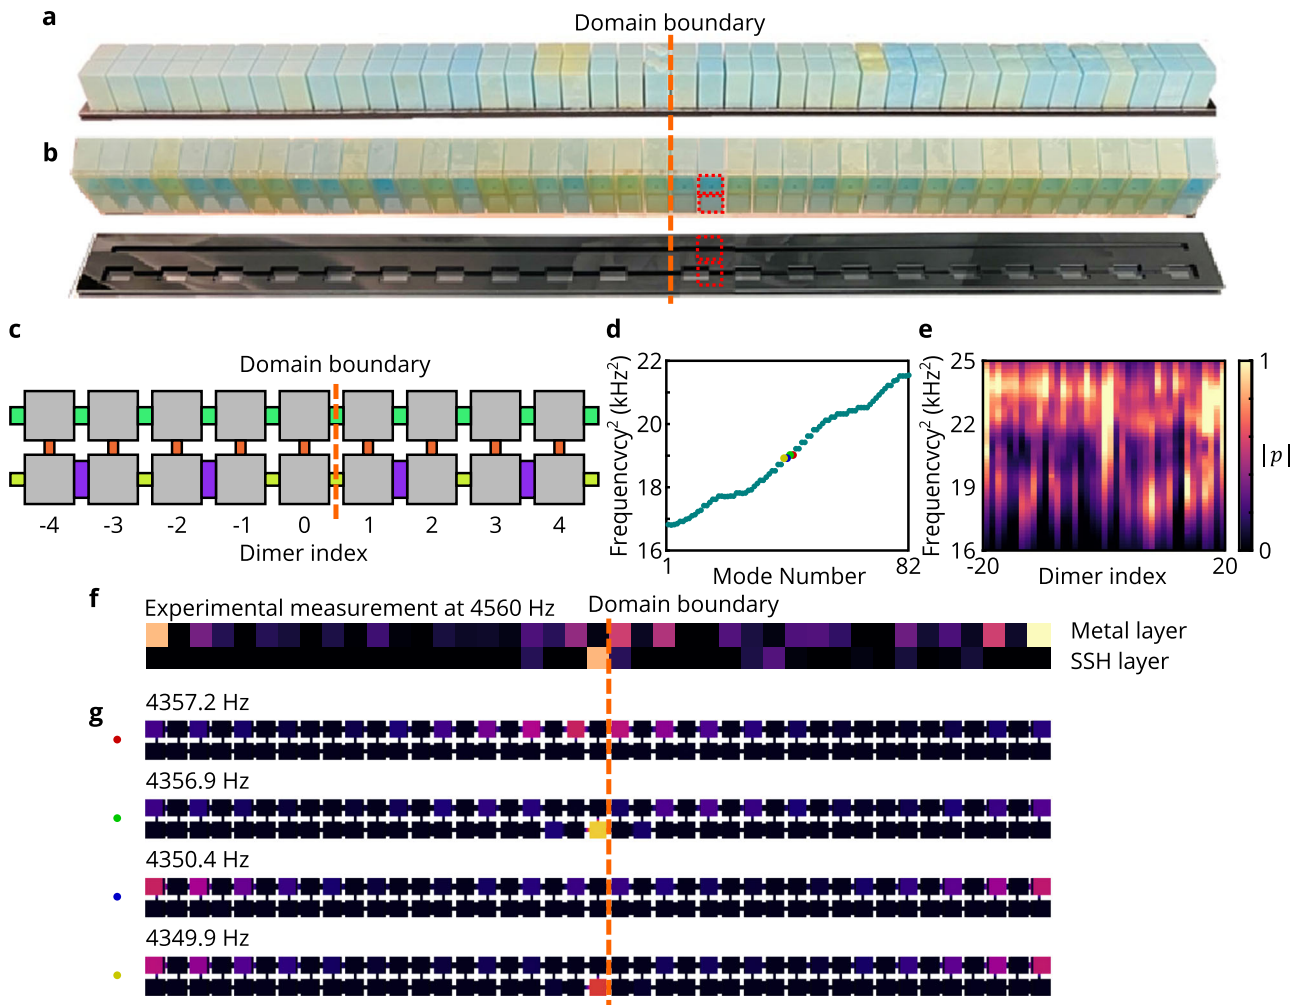 a
Domain boundary
b
c
Domain boundary
-4 -3 -2 -1 0 1 2 3 4
Dimer index
d
Frequencvcy² (kHz²)
22
20
18
16
1 82
Mode Number
e
Frequencvcy² (kHz²)
25
22
19
16
-20 20
Dimer index
1
|p|
0
f
Experimental measurement at 4560 Hz
Domain boundary
Metal layer
SSH layer
g
4357.2 Hz
4356.9 Hz
4350.4 Hz
4349.9 Hz